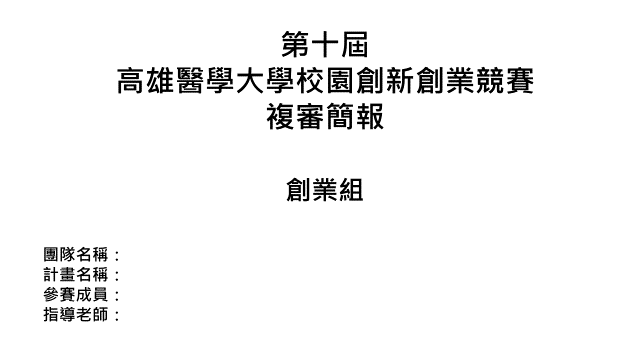 第十屆
高雄醫學大學校園創新創業競賽
複審簡報
創業組
團隊名稱：
計畫名稱：
參賽成員：
指導老師：